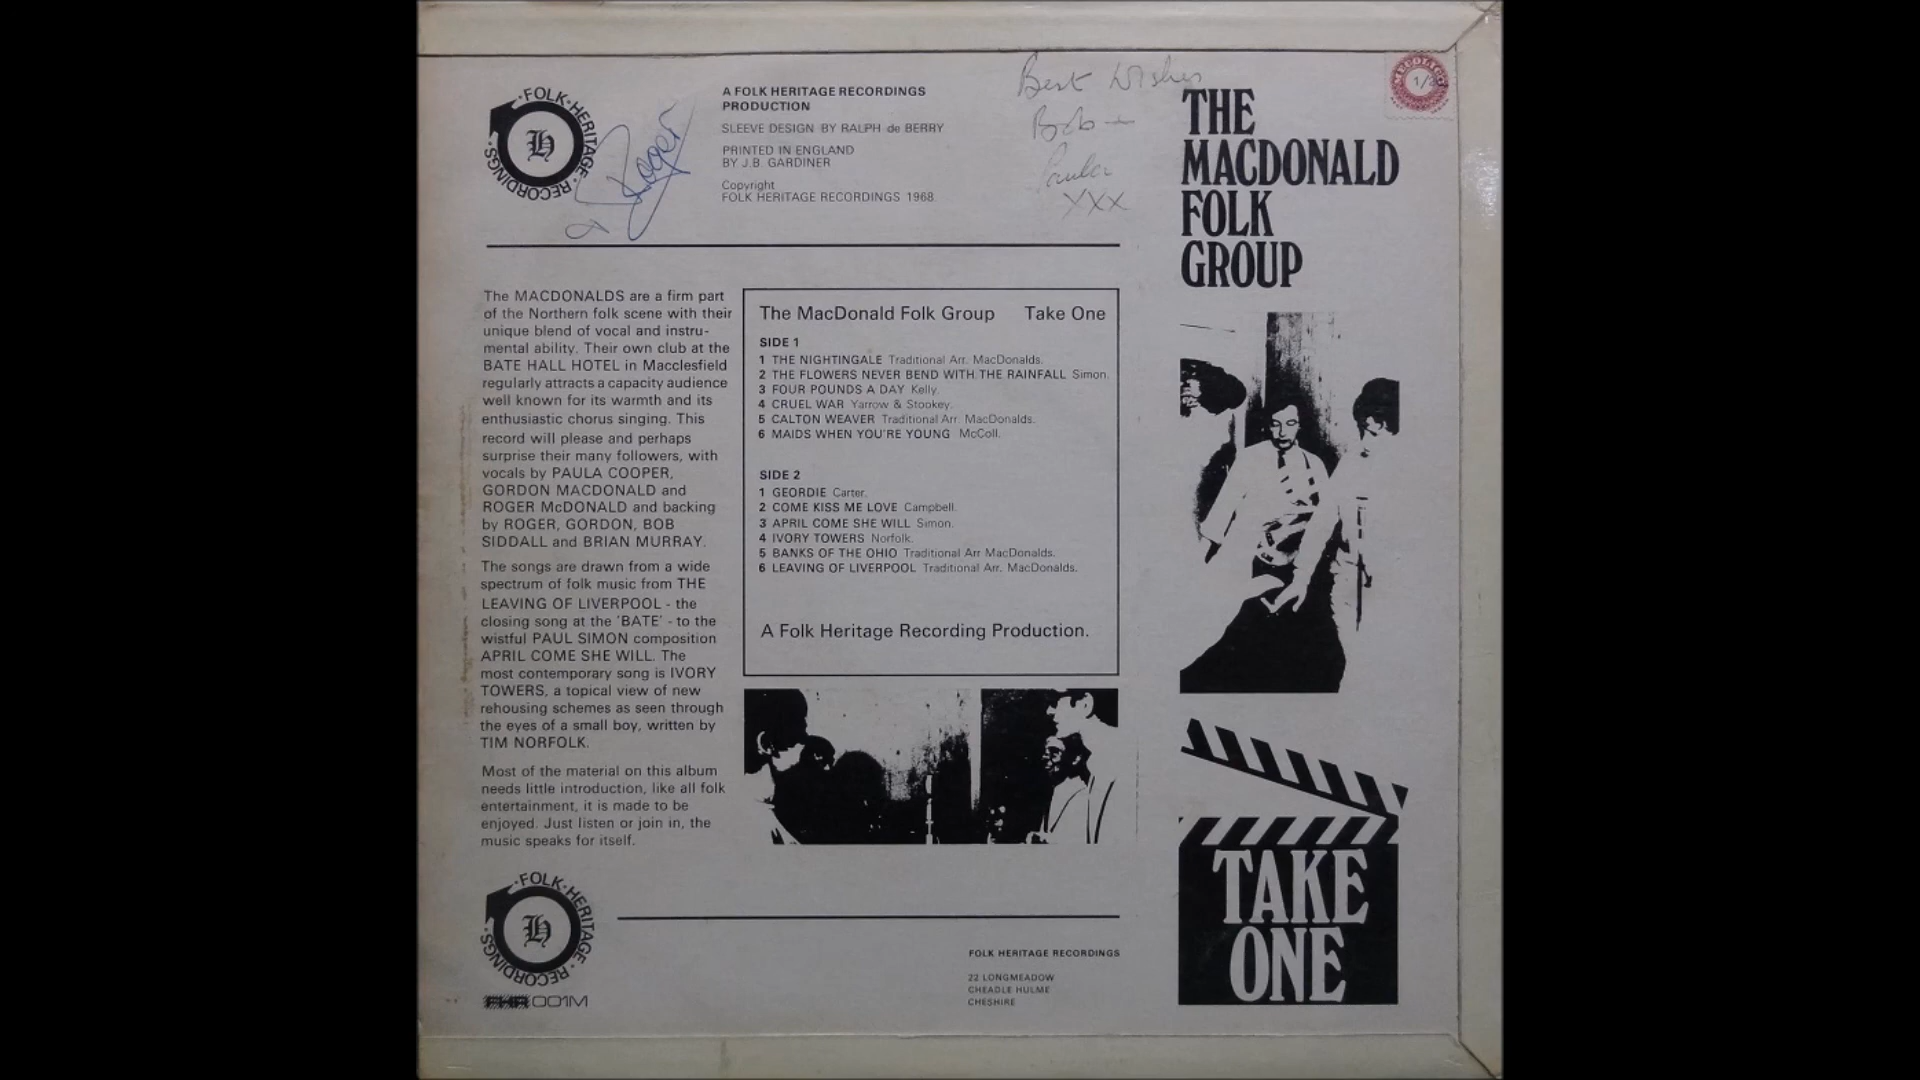 ·FOLK·HERITAGE·RECORDINGS·
H
Roger
A FOLK HERITAGE RECORDINGS
PRODUCTION
SLEEVE DESIGN BY RALPH de BERRY
PRINTED IN ENGLAND
BY J.B. GARDINER
Copyright
FOLK HERITAGE RECORDINGS 1968.
Best Wishes
Bob +
Paula
XXX
MECOLICO
THE
MACDONALD
FOLK
GROUP
The MACDONALDS are a firm part
of the Northern folk scene with their
unique blend of vocal and instru-
mental ability. Their own club at the
BATE HALL HOTEL in Macclesfield
regularly attracts a capacity audience
well known for its warmth and its
enthusiastic chorus singing. This
record will please and perhaps
surprise their many followers, with
vocals by PAULA COOPER,
GORDON MACDONALD and
ROGER McDONALD and backing
by ROGER, GORDON, BOB
SIDDALL and BRIAN MURRAY.
The songs are drawn from a wide
spectrum of folk music from THE
LEAVING OF LIVERPOOL - the
closing song at the 'BATE' - to the
wistful PAUL SIMON composition
APRIL COME SHE WILL. The
most contemporary song is IVORY
TOWERS, a topical view of new
rehousing schemes as seen through
the eyes of a small boy, written by
TIM NORFOLK.
Most of the material on this album
needs little introduction, like all folk
entertainment, it is made to be
enjoyed. Just listen or join in, the
music speaks for itself.
The MacDonald Folk Group Take One
SIDE 1
1 THE NIGHTINGALE Traditional Arr. MacDonalds.
2 THE FLOWERS NEVER BEND WITH THE RAINFALL Simon.
3 FOUR POUNDS A DAY Kelly.
4 CRUEL WAR Yarrow & Stookey.
5 CALTON WEAVER Traditional Arr. MacDonalds.
6 MAIDS WHEN YOU'RE YOUNG McColl.
SIDE 2
1 GEORDIE Carter.
2 COME KISS ME LOVE Campbell.
3 APRIL COME SHE WILL Simon.
4 IVORY TOWERS Norfolk.
5 BANKS OF THE OHIO Traditional Arr MacDonalds.
6 LEAVING OF LIVERPOOL Traditional Arr. MacDonalds.
A Folk Heritage Recording Production.
TAKE
ONE
·FOLK·HERITAGE·RECORDINGS·
H
FHR 001M
FOLK HERITAGE RECORDINGS
22 LONGMEADOW
CHEADLE HULME
CHESHIRE